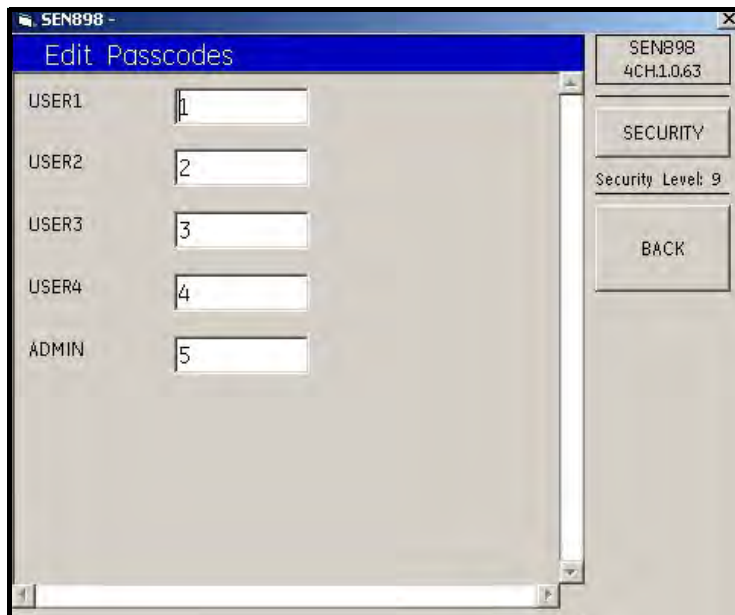 SEN898 -
Edit Passcodes
USER1 1
USER2 2
USER3 3
USER4 4
ADMIN 5
SEN898
4CH.1.0.63
SECURITY
Security Level: 9
BACK